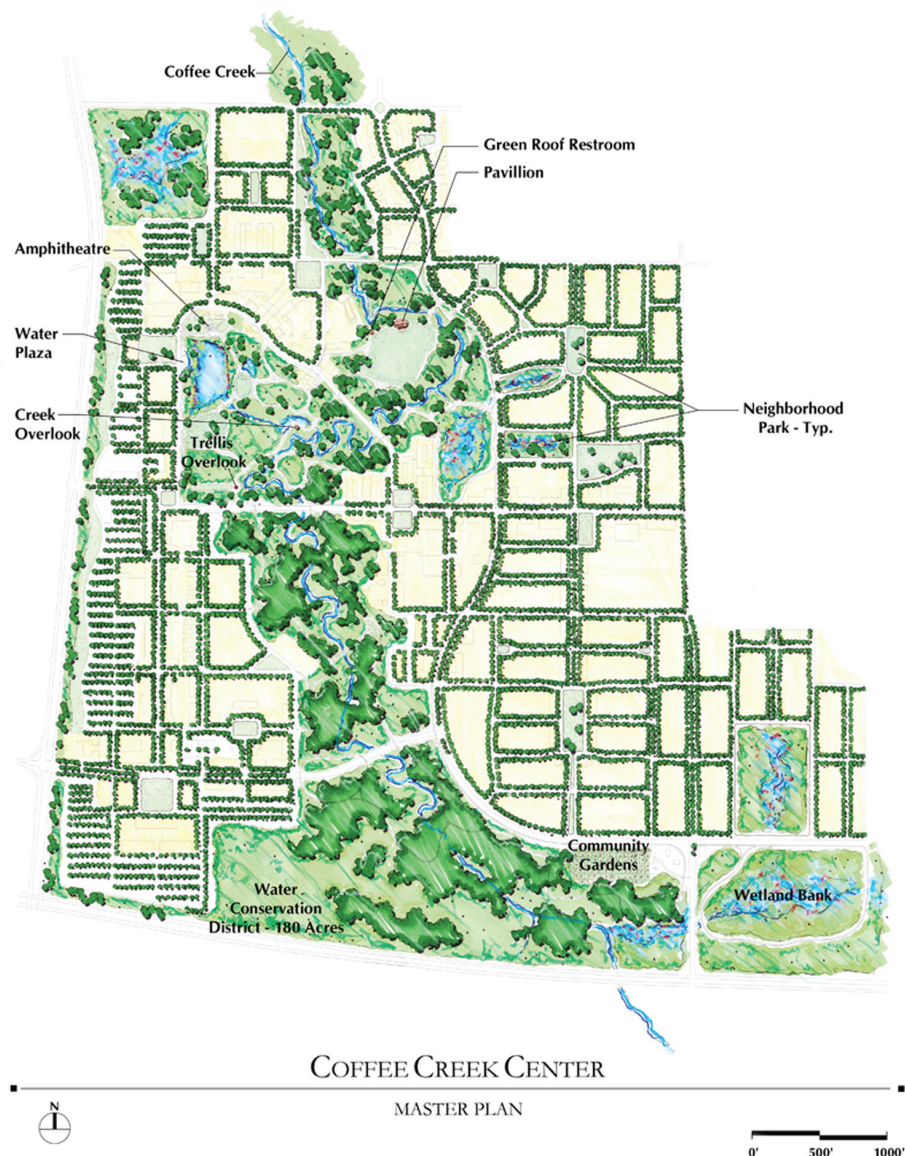 Coffee Creek
Green Roof Restroom
Pavillion
Amphitheatre
Water
Plaza
Creek
Overlook
Trellis
Overlook
Neighborhood
Park - Typ.
Community
Gardens
Wetland Bank
Water
Conservation
District - 180 Acres
COFFEE CREEK CENTER
MASTER PLAN
N
0' 500' 1000'